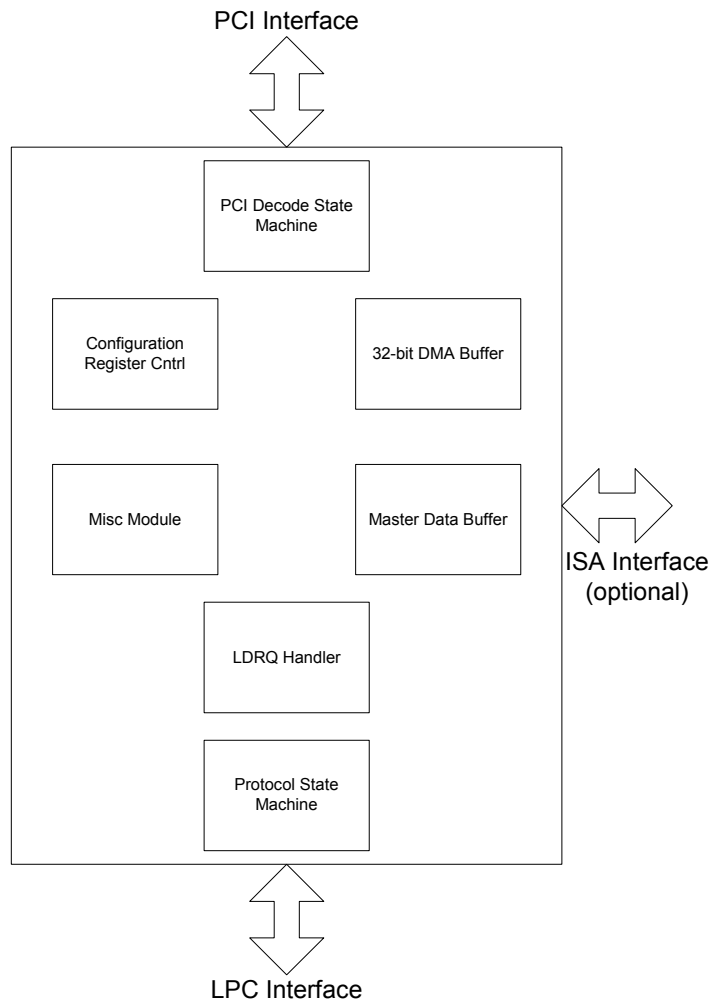 PCI Interface
PCI Decode State
Machine
Configuration
Register Cntrl
32-bit DMA Buffer
Misc Module
Master Data Buffer
ISA Interface
(optional)
LDRQ Handler
Protocol State
Machine
LPC Interface